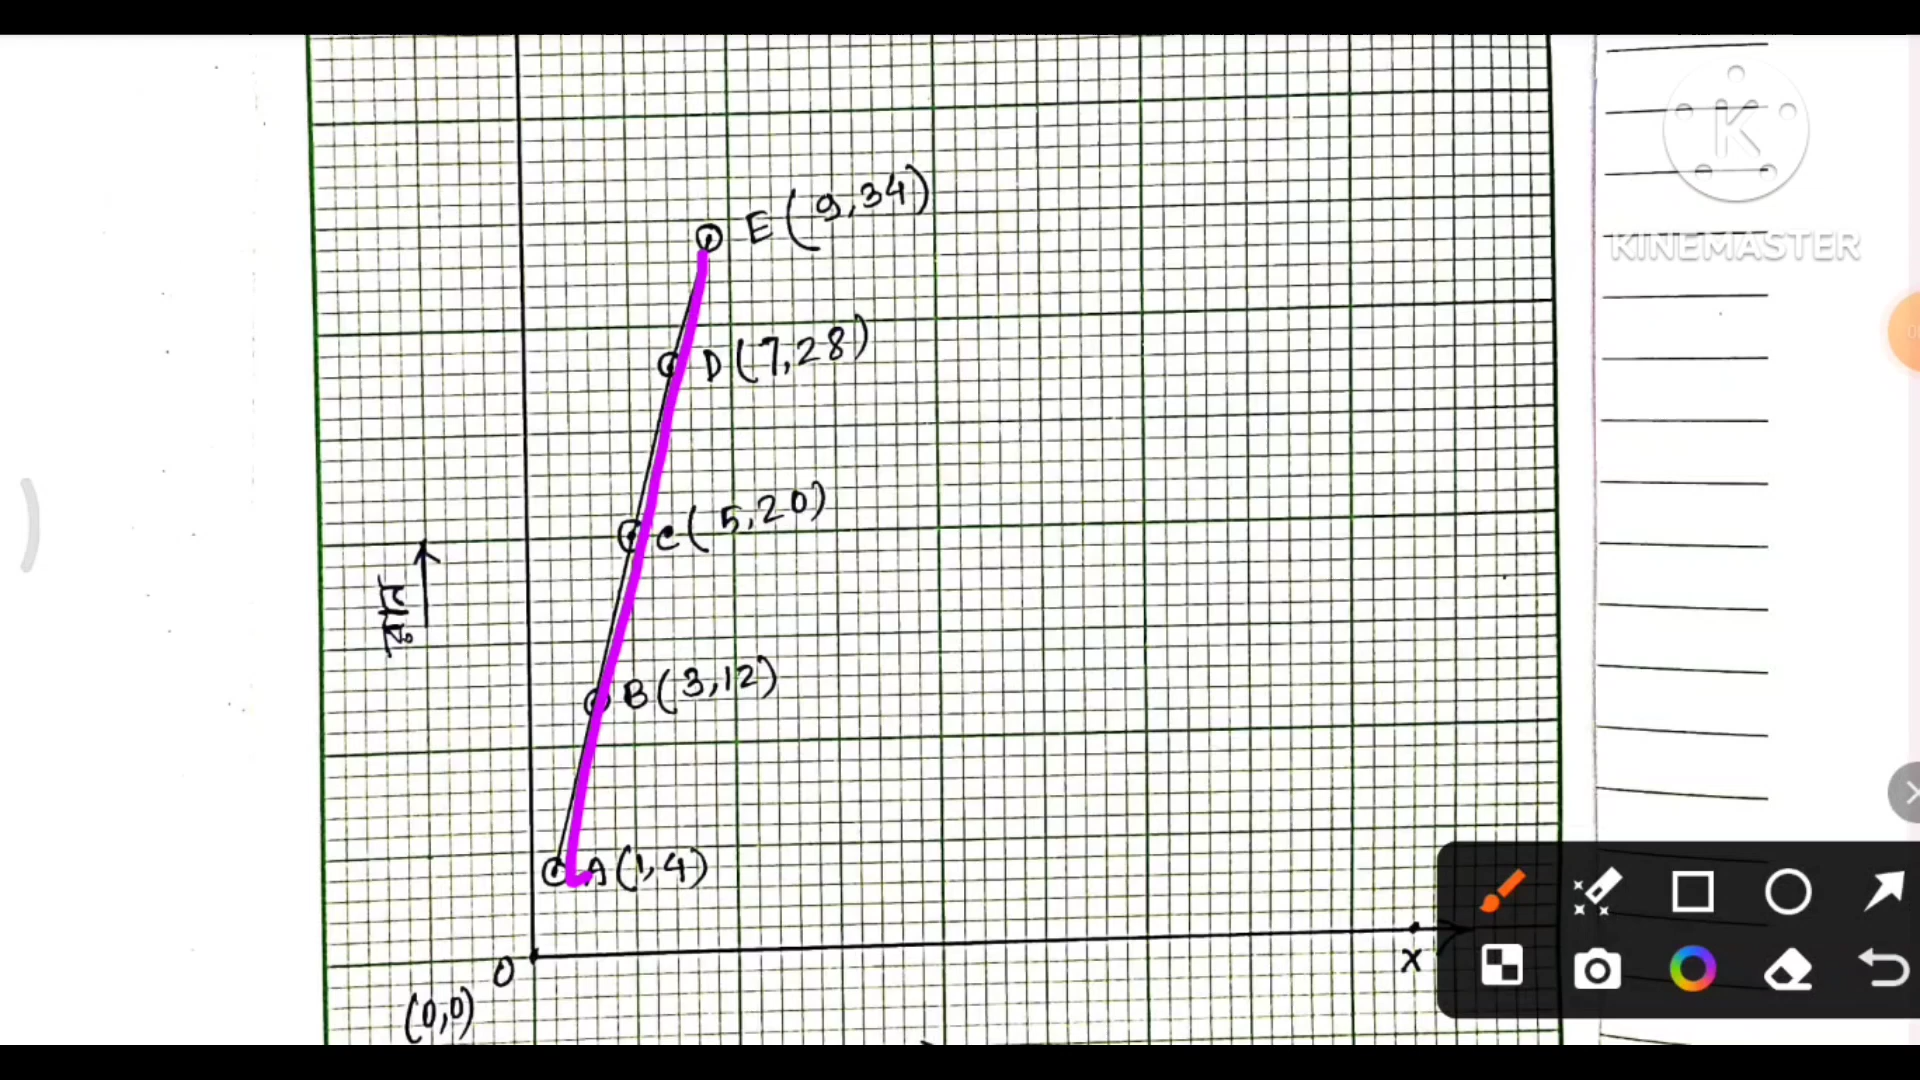 KINEMASTER
E (9,34)
D (7,28)
C (5,20)
B (3,12)
A (1,4)
O
X
(0,0)